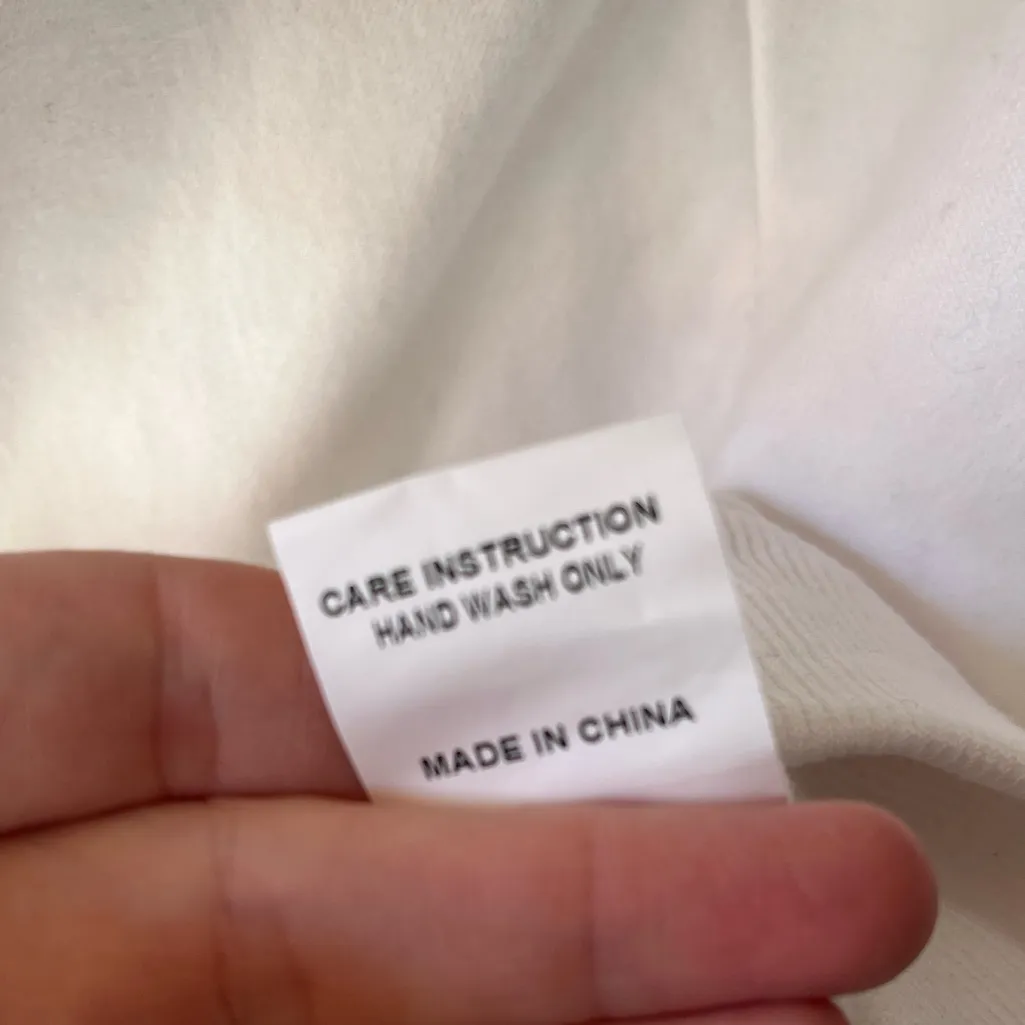 CARE INSTRUCTION
HAND WASH ONLY
MADE IN CHINA